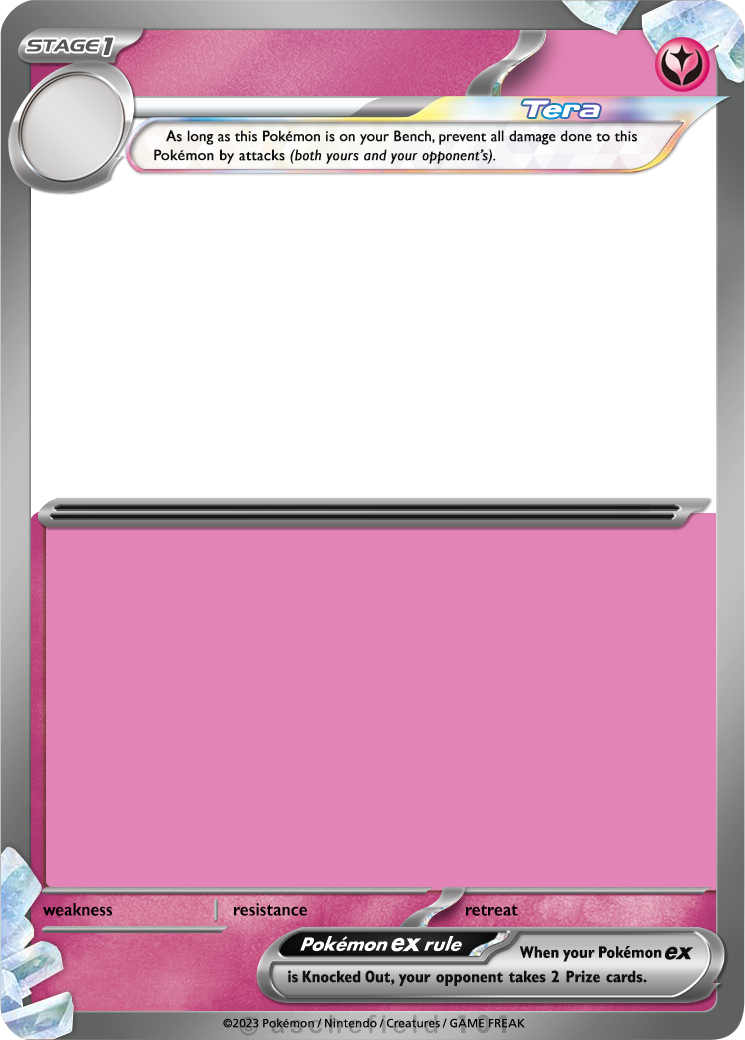 STAGE1
Tera
As long as this Pokémon is on your Bench, prevent all damage done to this
Pokémon by attacks (both yours and your opponent's).
weakness
resistance
retreat
Pokémon ex rule
When your Pokémon ex
is Knocked Out, your opponent takes 2 Prize cards.
©2023 Pokémon / Nintendo / Creatures / GAME FREAK